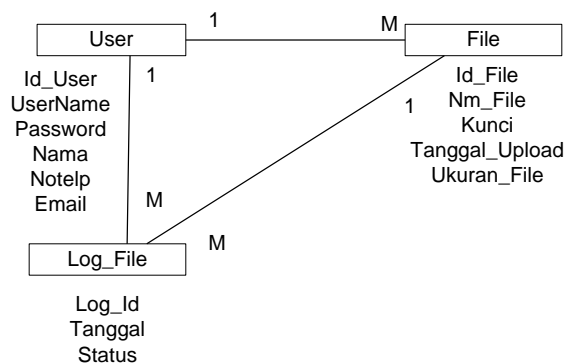 1
M
User
File
Id_User
UserName
Password
Nama
Notelp
Email
1
Id_File
Nm_File
Kunci
Tanggal_Upload
Ukuran_File
1
M
M
Log_File
Log_Id
Tanggal
Status